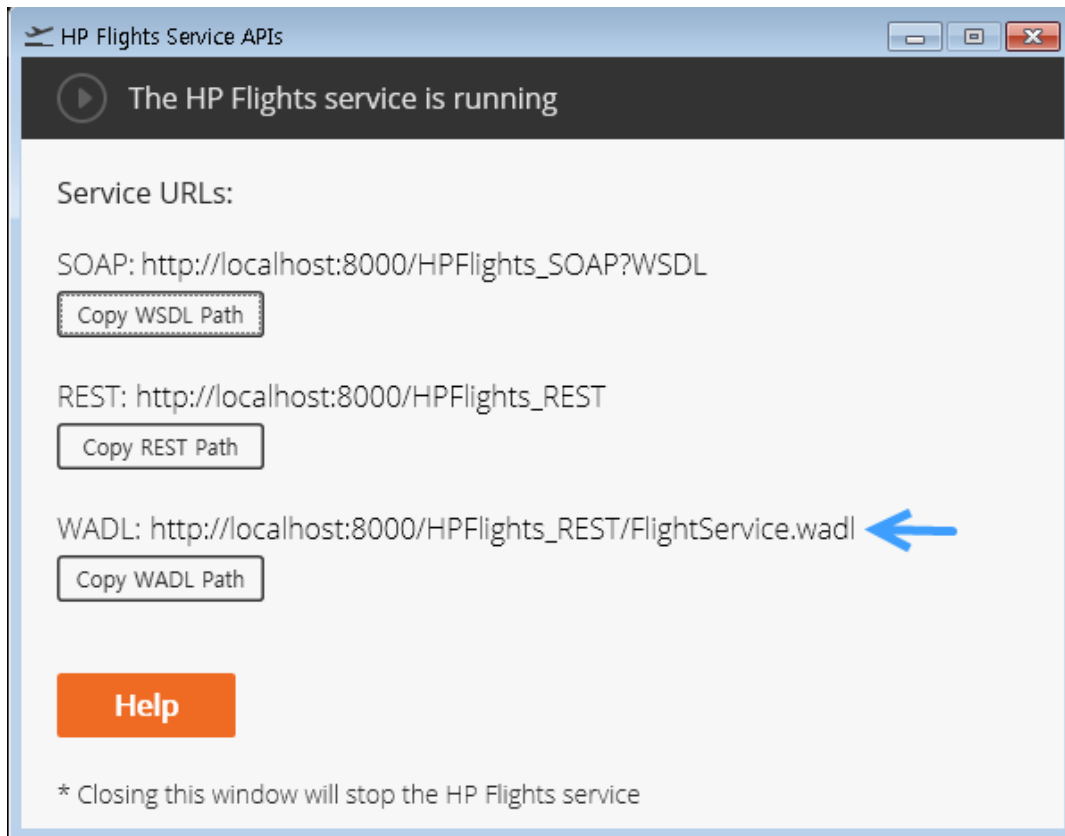 HP Flights Service APIs
The HP Flights service is running
Service URLs:
SOAP: http://localhost:8000/HPFlights_SOAP?WSDL
Copy WSDL Path
REST: http://localhost:8000/HPFlights_REST
Copy REST Path
WADL: http://localhost:8000/HPFlights_REST/FlightService.wadl
Copy WADL Path
Help
* Closing this window will stop the HP Flights service